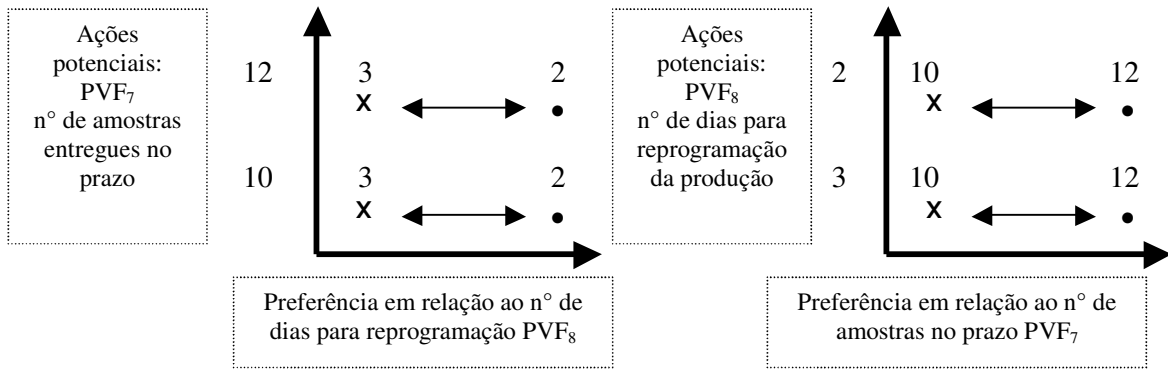 Ações
potenciais:
PVF7
n° de amostras
entregues no
prazo
12 3 2
X
10 3 2
X
Preferência em relação ao n° de
dias para reprogramação PVF8
Ações
potenciais:
PVF8
n° de dias para
reprogramação
da produção
2 10 12
X
3 10 12
X
Preferência em relação ao n° de
amostras no prazo PVF7